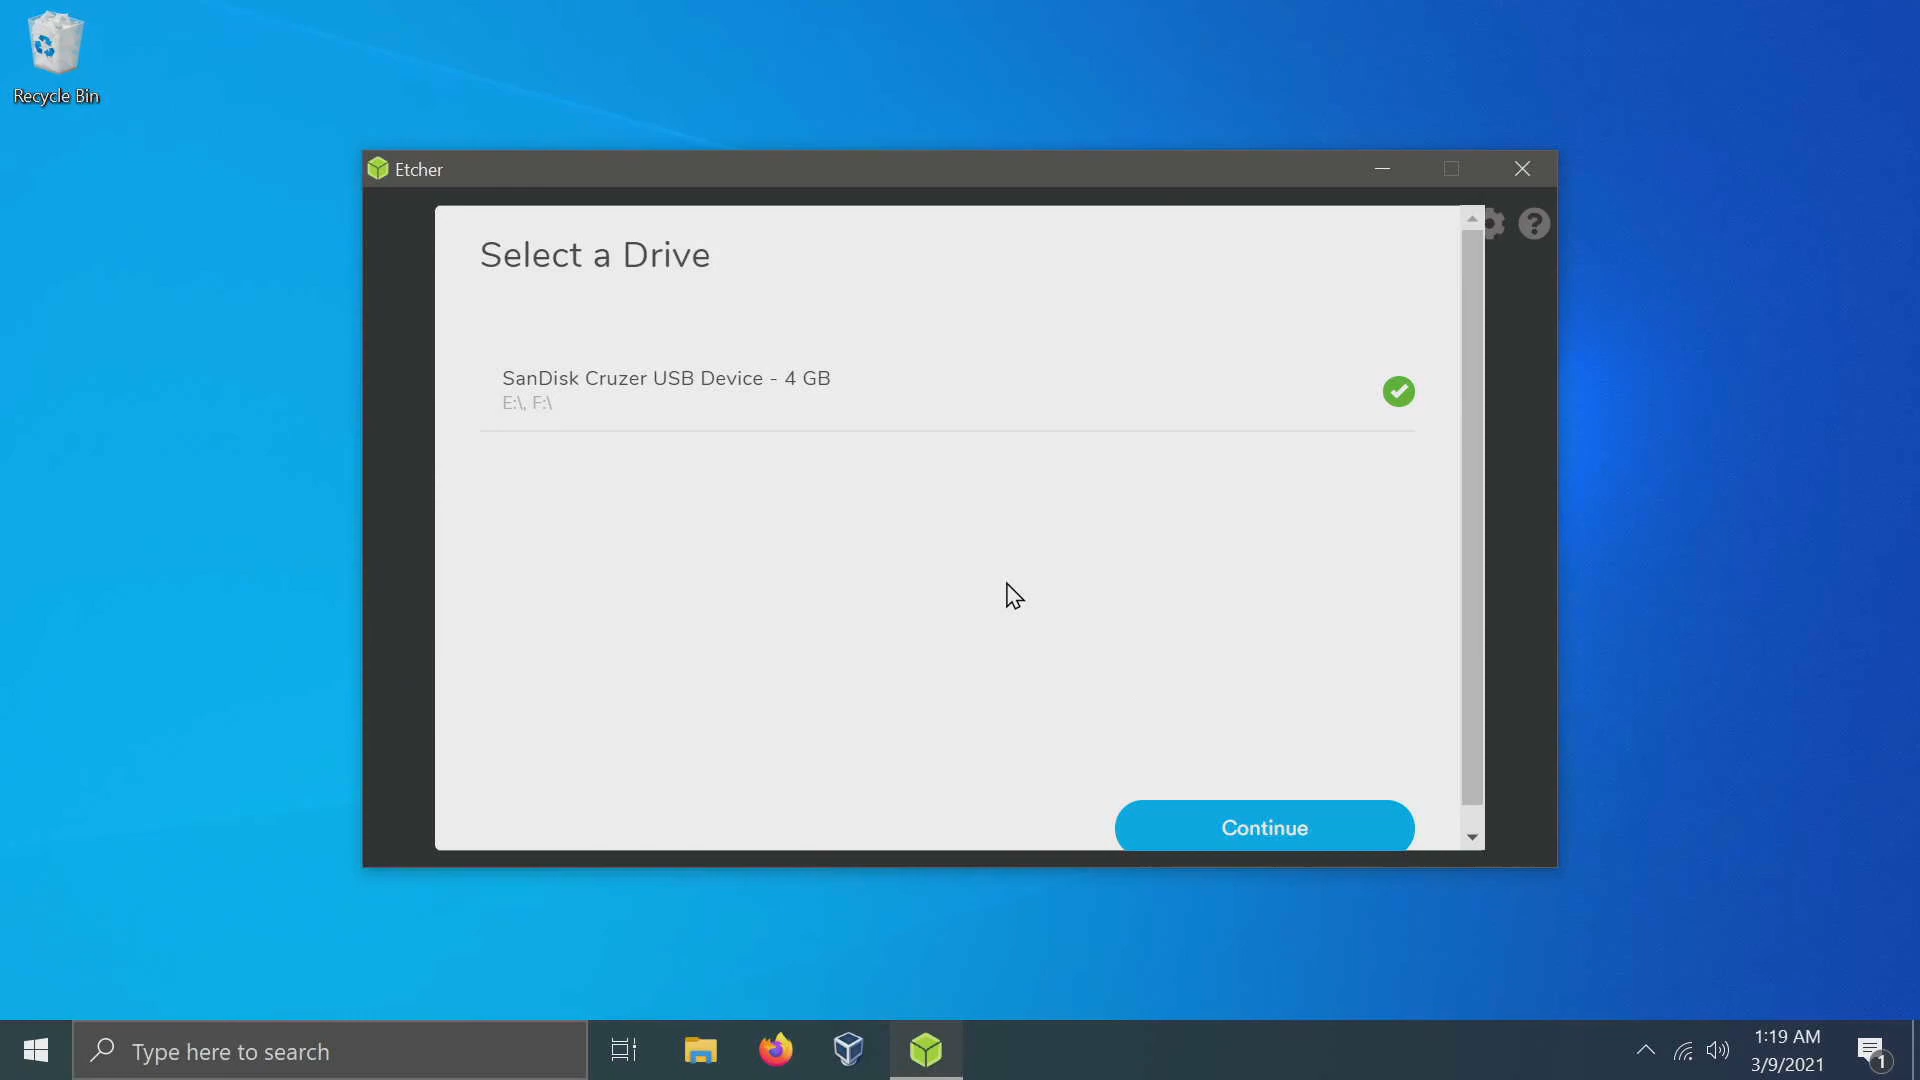 Recycle Bin
Etcher
Select a Drive
SanDisk Cruzer USB Device - 4 GB
E:\, F:\
Continue
Type here to search
1:19 AM
3/9/2021
1